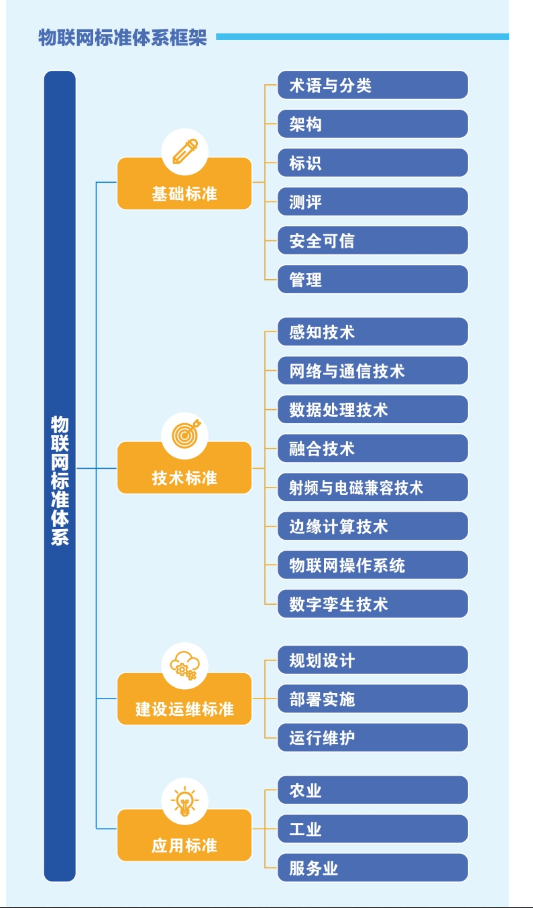 物联网标准体系框架
物联网标准体系
基础标准
术语与分类
架构
标识
测评
安全可信
管理
技术标准
感知技术
网络与通信技术
数据处理技术
融合技术
射频与电磁兼容技术
边缘计算技术
物联网操作系统
数字孪生技术
建设运维标准
规划设计
部署实施
运行维护
应用标准
农业
工业
服务业